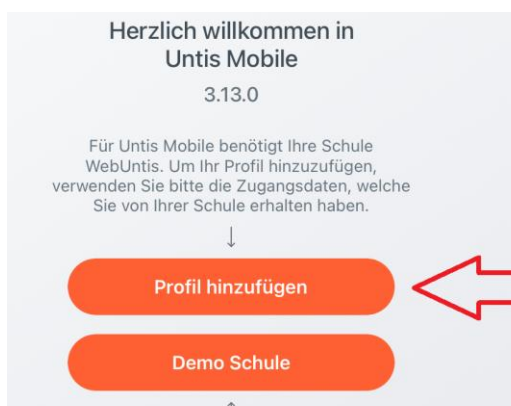 Herzlich willkommen in
Untis Mobile
3.13.0
Für Untis Mobile benötigt Ihre Schule
WebUntis. Um Ihr Profil hinzuzufügen,
verwenden Sie bitte die Zugangsdaten, welche
Sie von Ihrer Schule erhalten haben.
Profil hinzufügen
Demo Schule